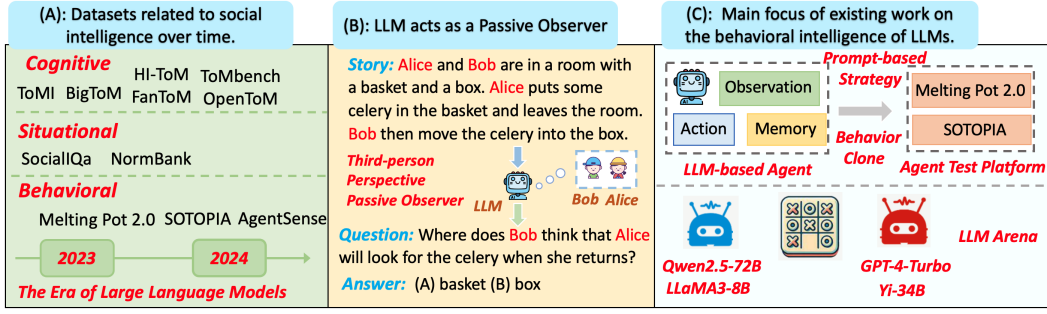 (A): Datasets related to social
intelligence over time.
Cognitive
HI-ToM ToMbench
ToMI BigToM FanToM OpenToM
Situational
SocialIQa NormBank
Behavioral
Melting Pot 2.0 SOTOPIA AgentSense
2023 2024
The Era of Large Language Models
(B): LLM acts as a Passive Observer
Story: Alice and Bob are in a room with
a basket and a box. Alice puts some
celery in the basket and leaves the room.
Bob then move the celery into the box.
Third-person
Perspective
Passive Observer
LLM
Bob Alice
Question: Where does Bob think that Alice
will look for the celery when she returns?
Answer: (A) basket (B) box
(C): Main focus of existing work on
the behavioral intelligence of LLMs.
Observation
Action Memory
LLM-based Agent
Prompt-based
Strategy
Behavior
Clone
Melting Pot 2.0
SOTOPIA
Agent Test Platform
LLM Arena
Qwen2.5-72B
LLaMA3-8B
GPT-4-Turbo
Yi-34B